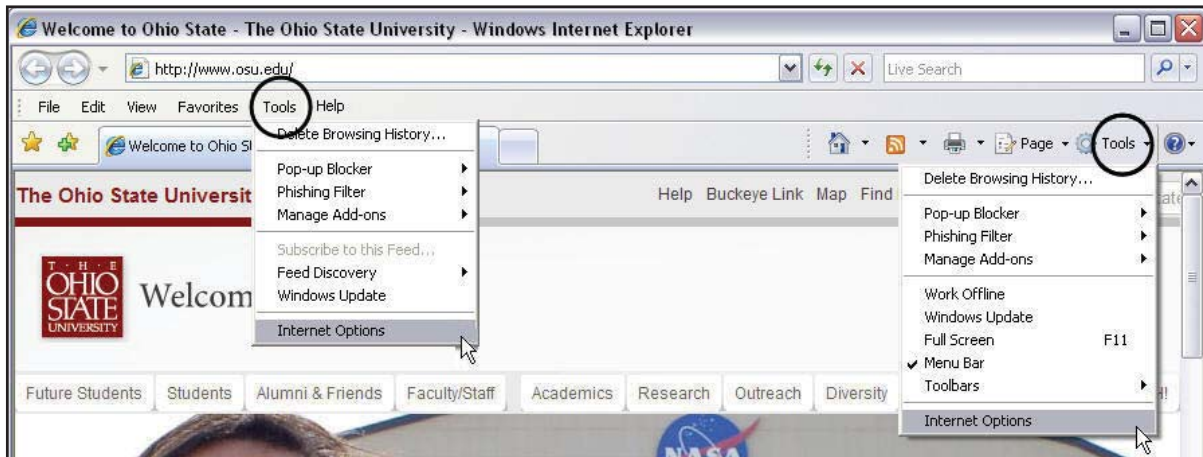 Welcome to Ohio State - The Ohio State University - Windows Internet Explorer
http://www.osu.edu/
Live Search
File Edit View Favorites Tools Help
Welcome to Ohio
Page Tools
Delete Browsing History...
Pop-up Blocker
Phishing Filter
Manage Add-ons
Subscribe to this Feed...
Feed Discovery
Windows Update
Internet Options
Delete Browsing History...
Pop-up Blocker
Phishing Filter
Manage Add-ons
Work Offline
Windows Update
Full Screen F11
Menu Bar
Toolbars
Internet Options
The Ohio State Universit
Help Buckeye Link Map Find
T · H · E
OHIO
STATE
UNIVERSITY
Welcom
Future Students Students Alumni & Friends Faculty/Staff Academics Research Outreach Diversity
NASA